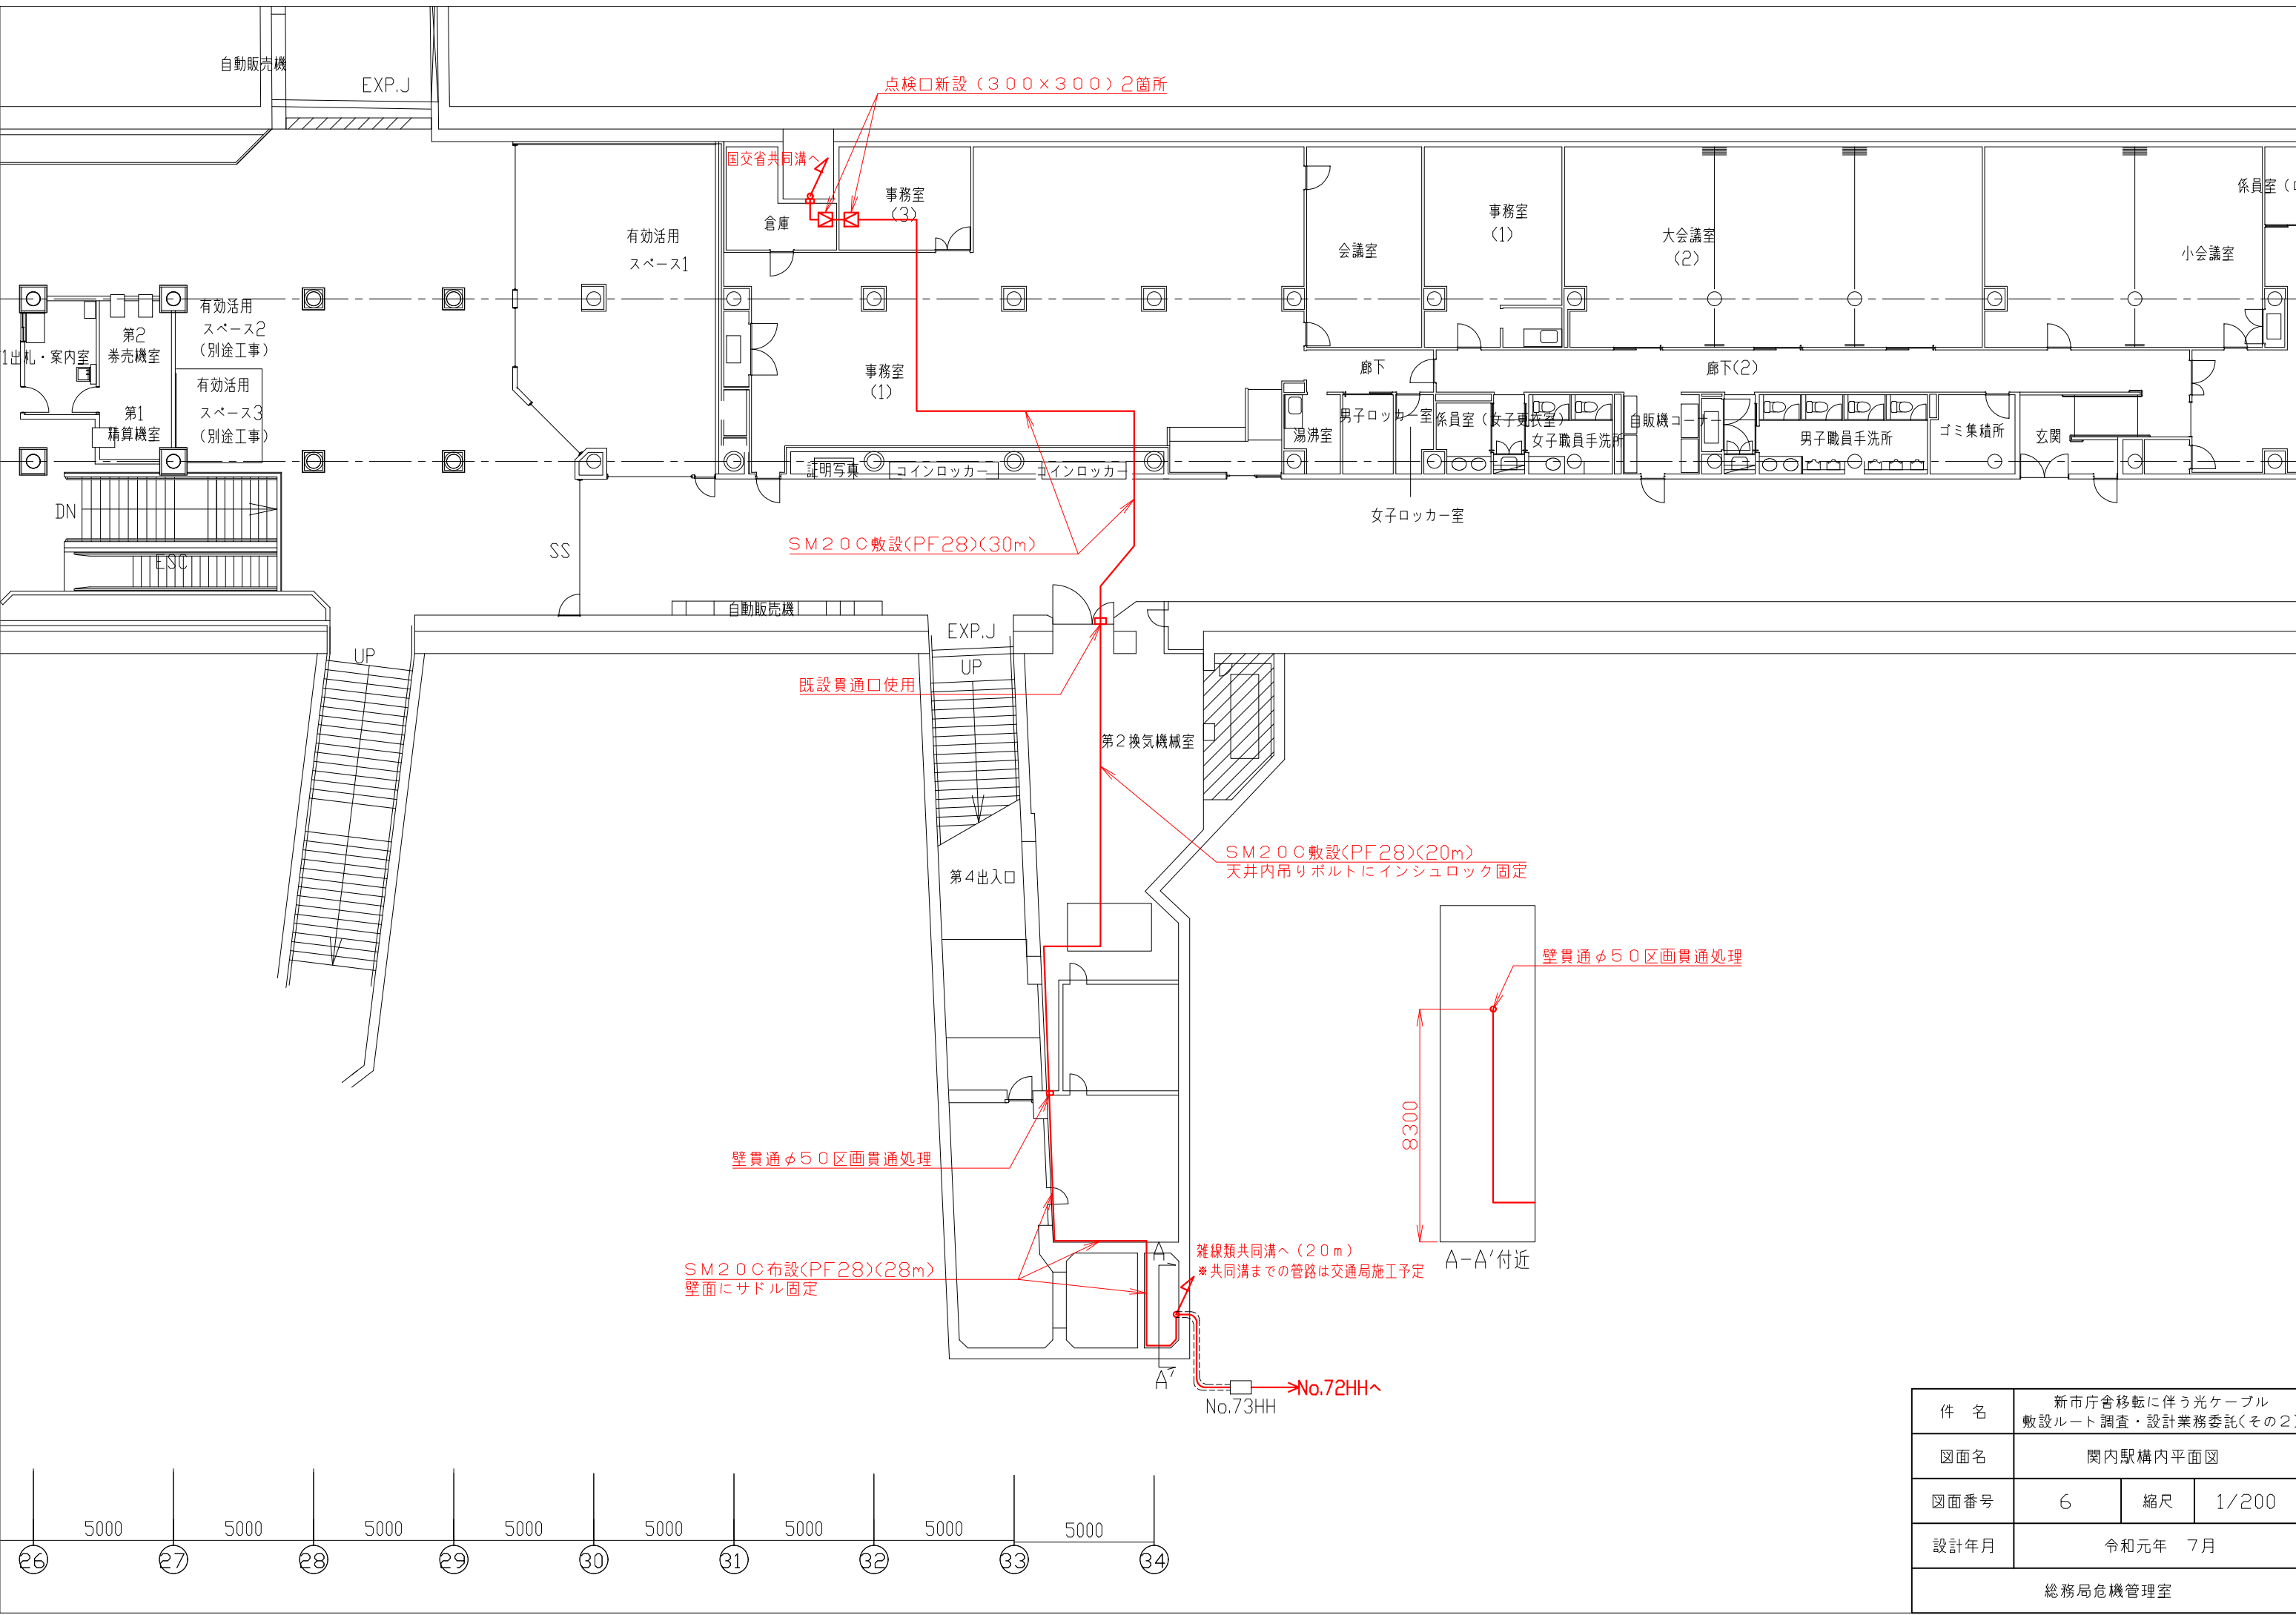 自動販売機
EXP.J
点検口新設（３００×３００）２箇所
国交省共同溝へ
事務室
(3)
倉庫
有効活用
スペース1
会議室
事務室
(1)
大会議室
(2)
小会議室
係員室（
有効活用
スペース2
（別途工事）
第2
券売機室
1出札・案内室
有効活用
スペース3
（別途工事）
第1
精算機室
事務室
(1)
廊下
廊下(2)
男子ロッカー室
係員室（女子更衣室）
湯沸室
女子職員手洗所
自販機コーナー
男子職員手洗所
ゴミ集積所
玄関
証明写真
コインロッカー
コインロッカー
女子ロッカー室
DN
ESC
SS
ＳＭ２０Ｃ敷設(PF28)(30m)
自動販売機
EXP.J
UP
UP
既設貫通口使用
第２換気機械室
ＳＭ２０Ｃ敷設(PF28)(20m)
天井内吊りボルトにインシュロック固定
第４出入口
壁貫通φ５０区画貫通処理
8300
A-A'付近
壁貫通φ５０区画貫通処理
ＳＭ２０Ｃ布設(PF28)(28m)
壁面にサドル固定
A
雑線類共同溝へ（２０ｍ）
※共同溝までの管路は交通局施工予定
A'
No.72HHへ
No.73HH
件　名
新市庁舎移転に伴う光ケーブル
敷設ルート調査・設計業務委託(その２)
図面名
関内駅構内平面図
図面番号
6
縮尺
1/200
設計年月
令和元年　７月
総務局危機管理室
5000 5000 5000 5000 5000 5000 5000 5000
26 27 28 29 30 31 32 33 34